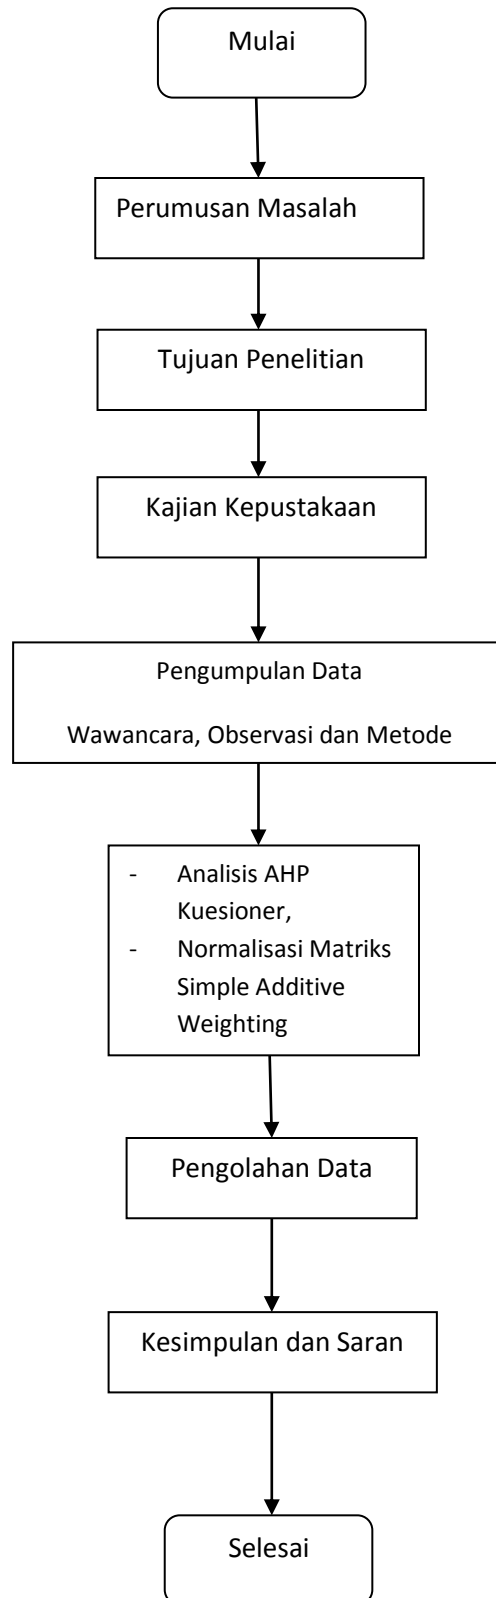 Mulai
Perumusan Masalah
Tujuan Penelitian
Kajian Kepustakaan
Pengumpulan Data
Wawancara, Observasi dan Metode
- Analisis AHP
Kuesioner,
- Normalisasi Matriks
Simple Additive
Weighting
Pengolahan Data
Kesimpulan dan Saran
Selesai